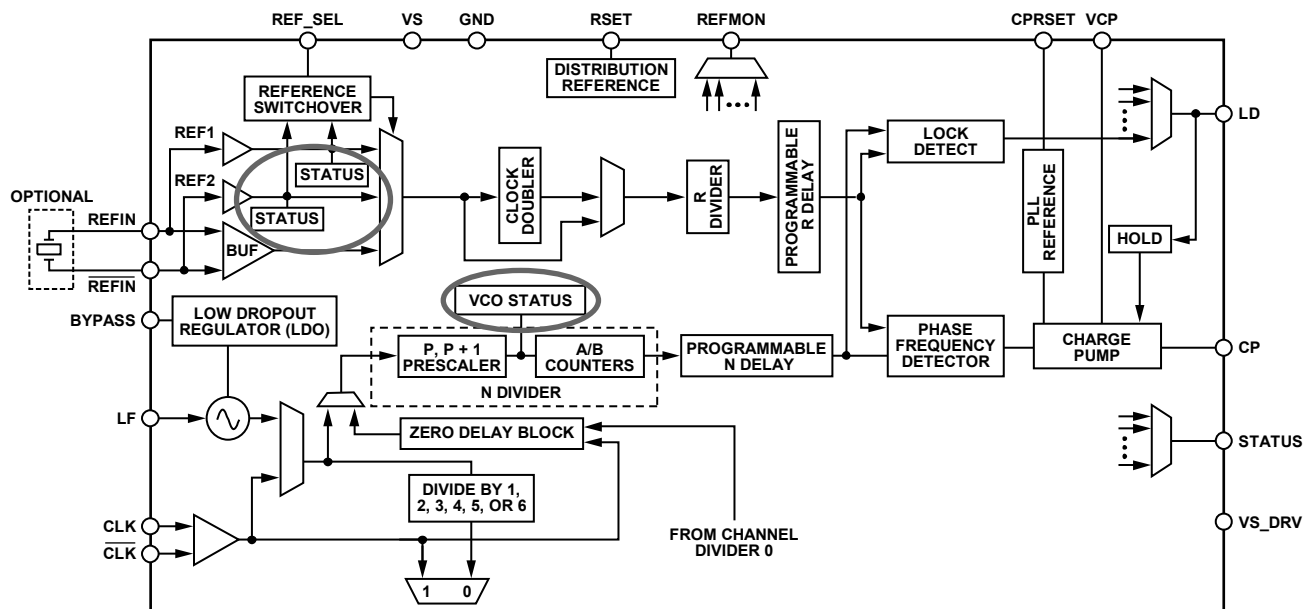 REF_SEL
VS
GND
RSET
REFMON
CPRSET
VCP
DISTRIBUTION
REFERENCE
REFERENCE
SWITCHOVER
REF1
REF2
STATUS
STATUS
BUF
OPTIONAL
REFIN
REFIN
CLOCK
DOUBLER
R
DIVIDER
PROGRAMMABLE
R DELAY
LOCK
DETECT
PLL
REFERENCE
HOLD
LD
BYPASS
LOW DROPOUT
REGULATOR (LDO)
VCO STATUS
P, P + 1
PRESCALER
A/B
COUNTERS
N DIVIDER
PROGRAMMABLE
N DELAY
PHASE
FREQUENCY
DETECTOR
CHARGE
PUMP
CP
LF
ZERO DELAY BLOCK
STATUS
DIVIDE BY 1,
2, 3, 4, 5, OR 6
CLK
CLK
FROM CHANNEL
DIVIDER 0
VS_DRV
1 0